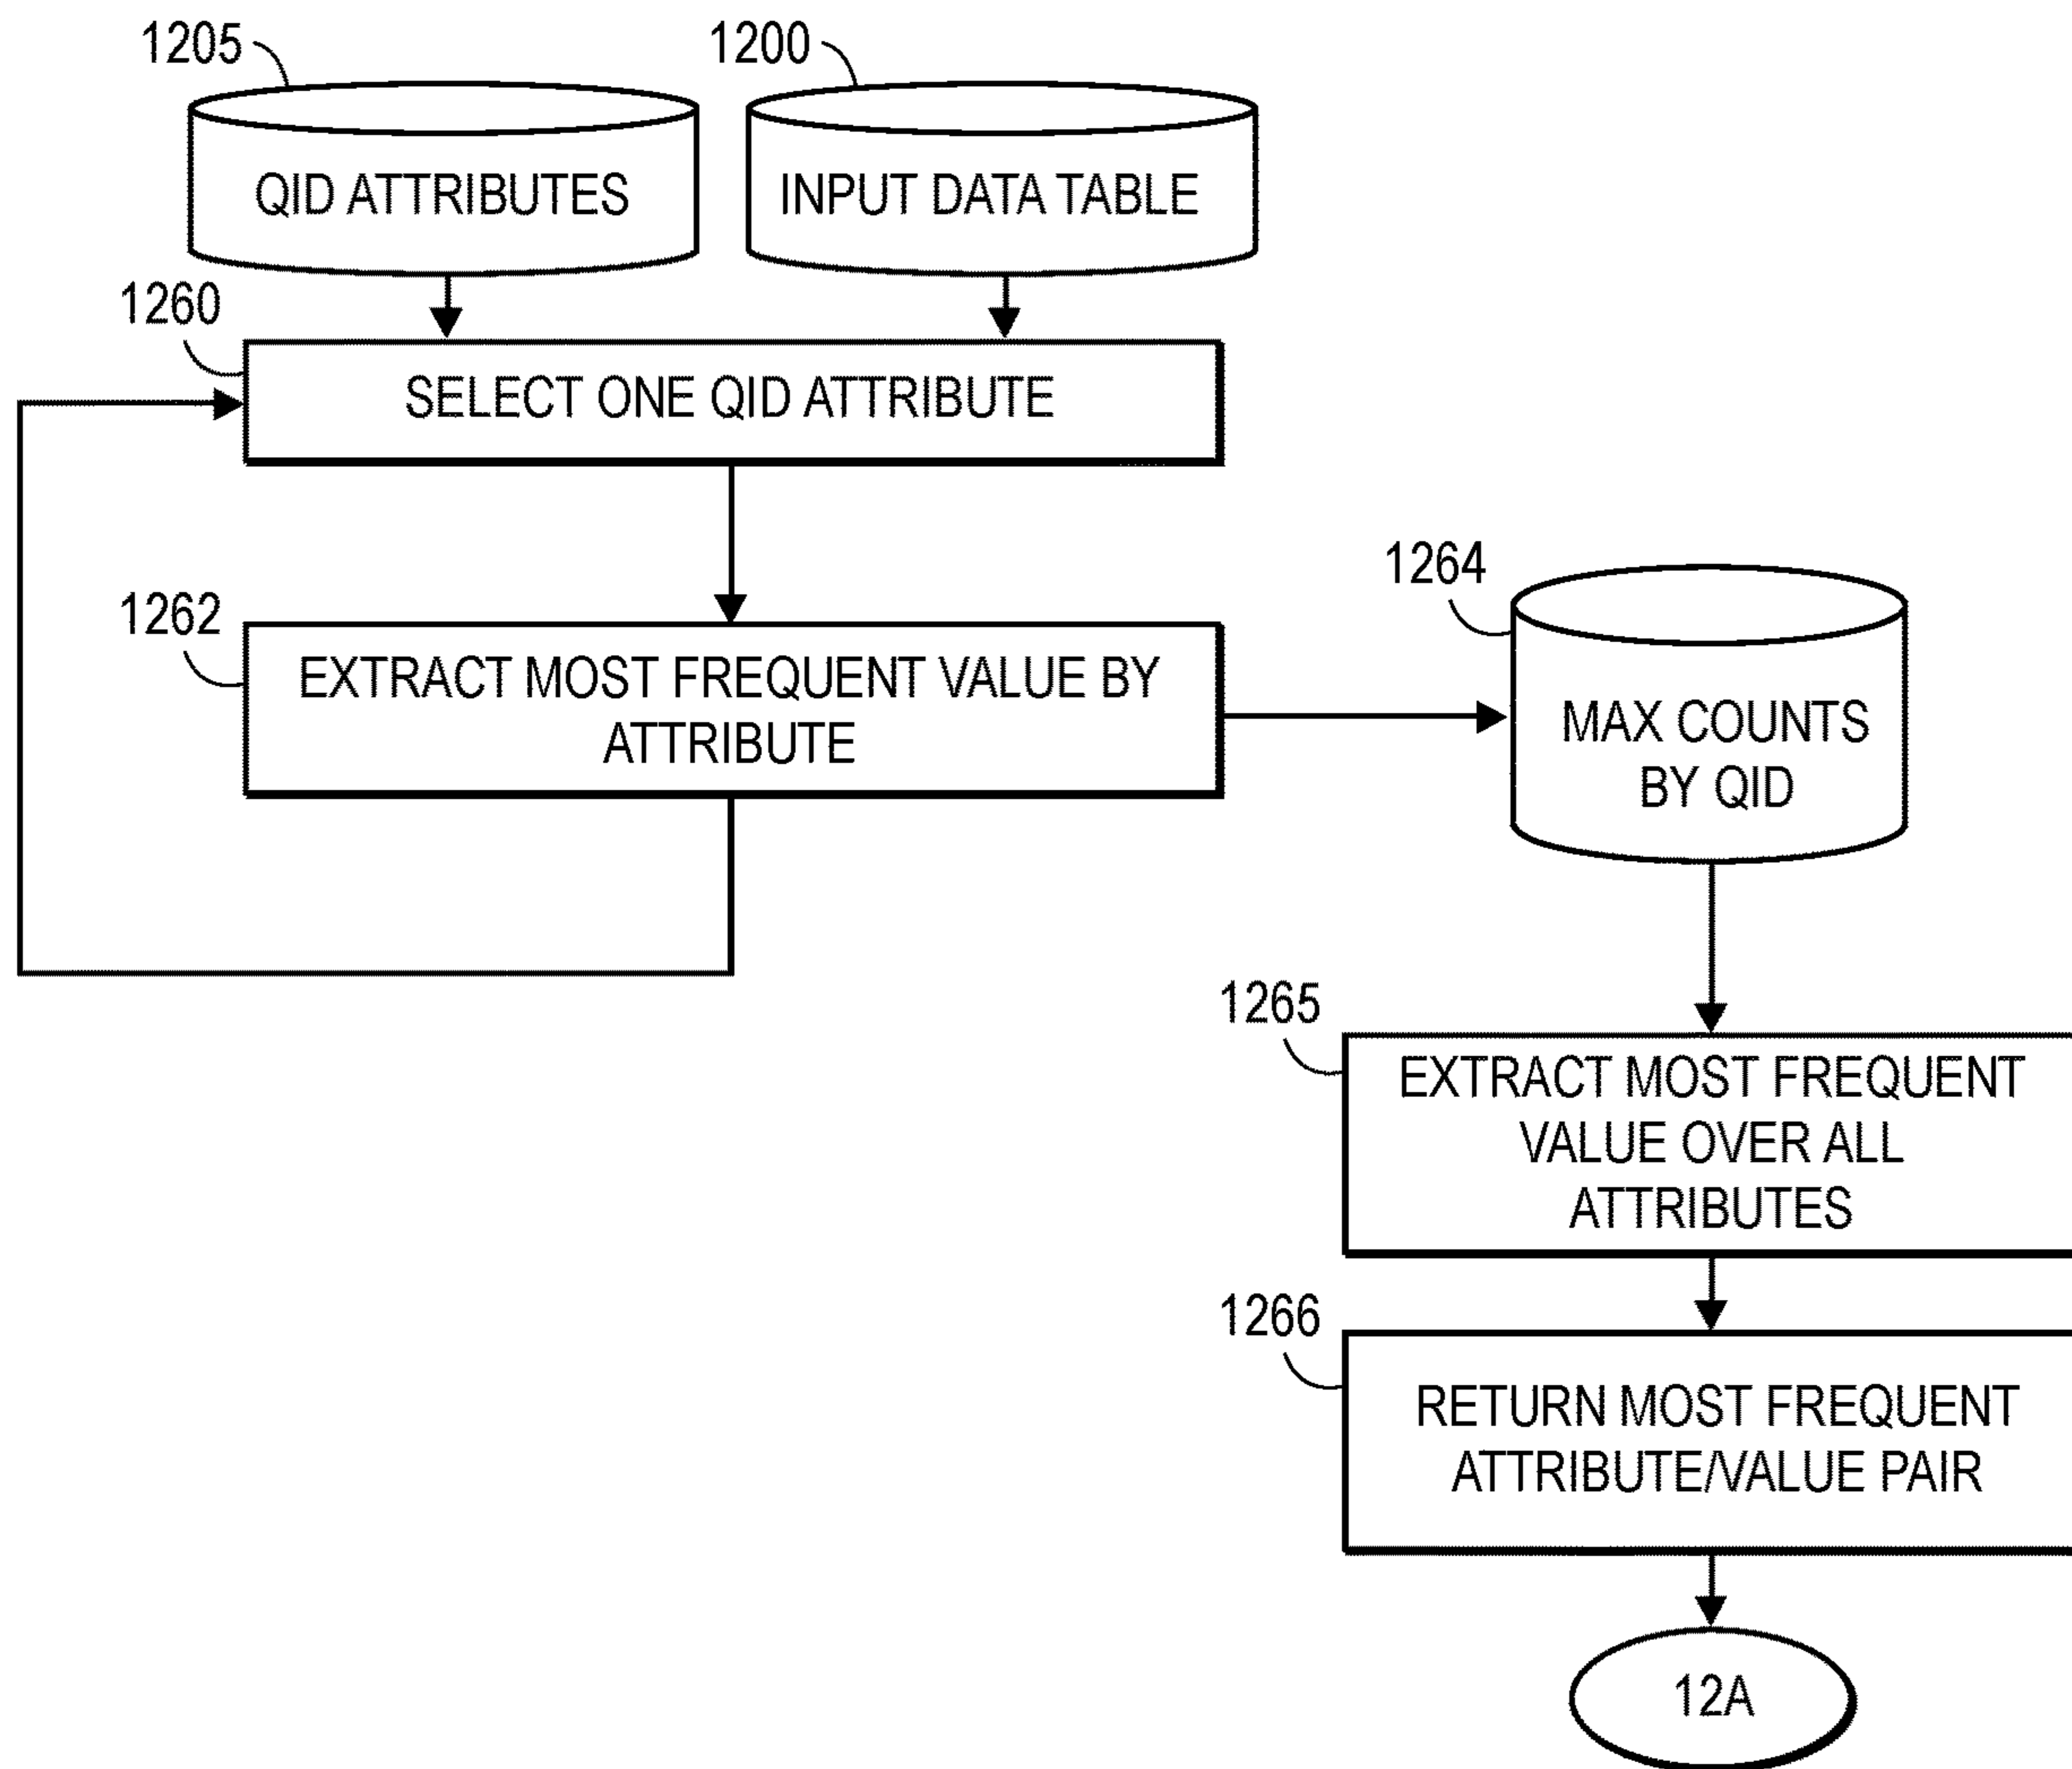 1205
1200
QID ATTRIBUTES
INPUT DATA TABLE
1260
SELECT ONE QID ATTRIBUTE
1262
EXTRACT MOST FREQUENT VALUE BY
ATTRIBUTE
1264
MAX COUNTS
BY QID
1265
EXTRACT MOST FREQUENT
VALUE OVER ALL
ATTRIBUTES
1266
RETURN MOST FREQUENT
ATTRIBUTE/VALUE PAIR
12A